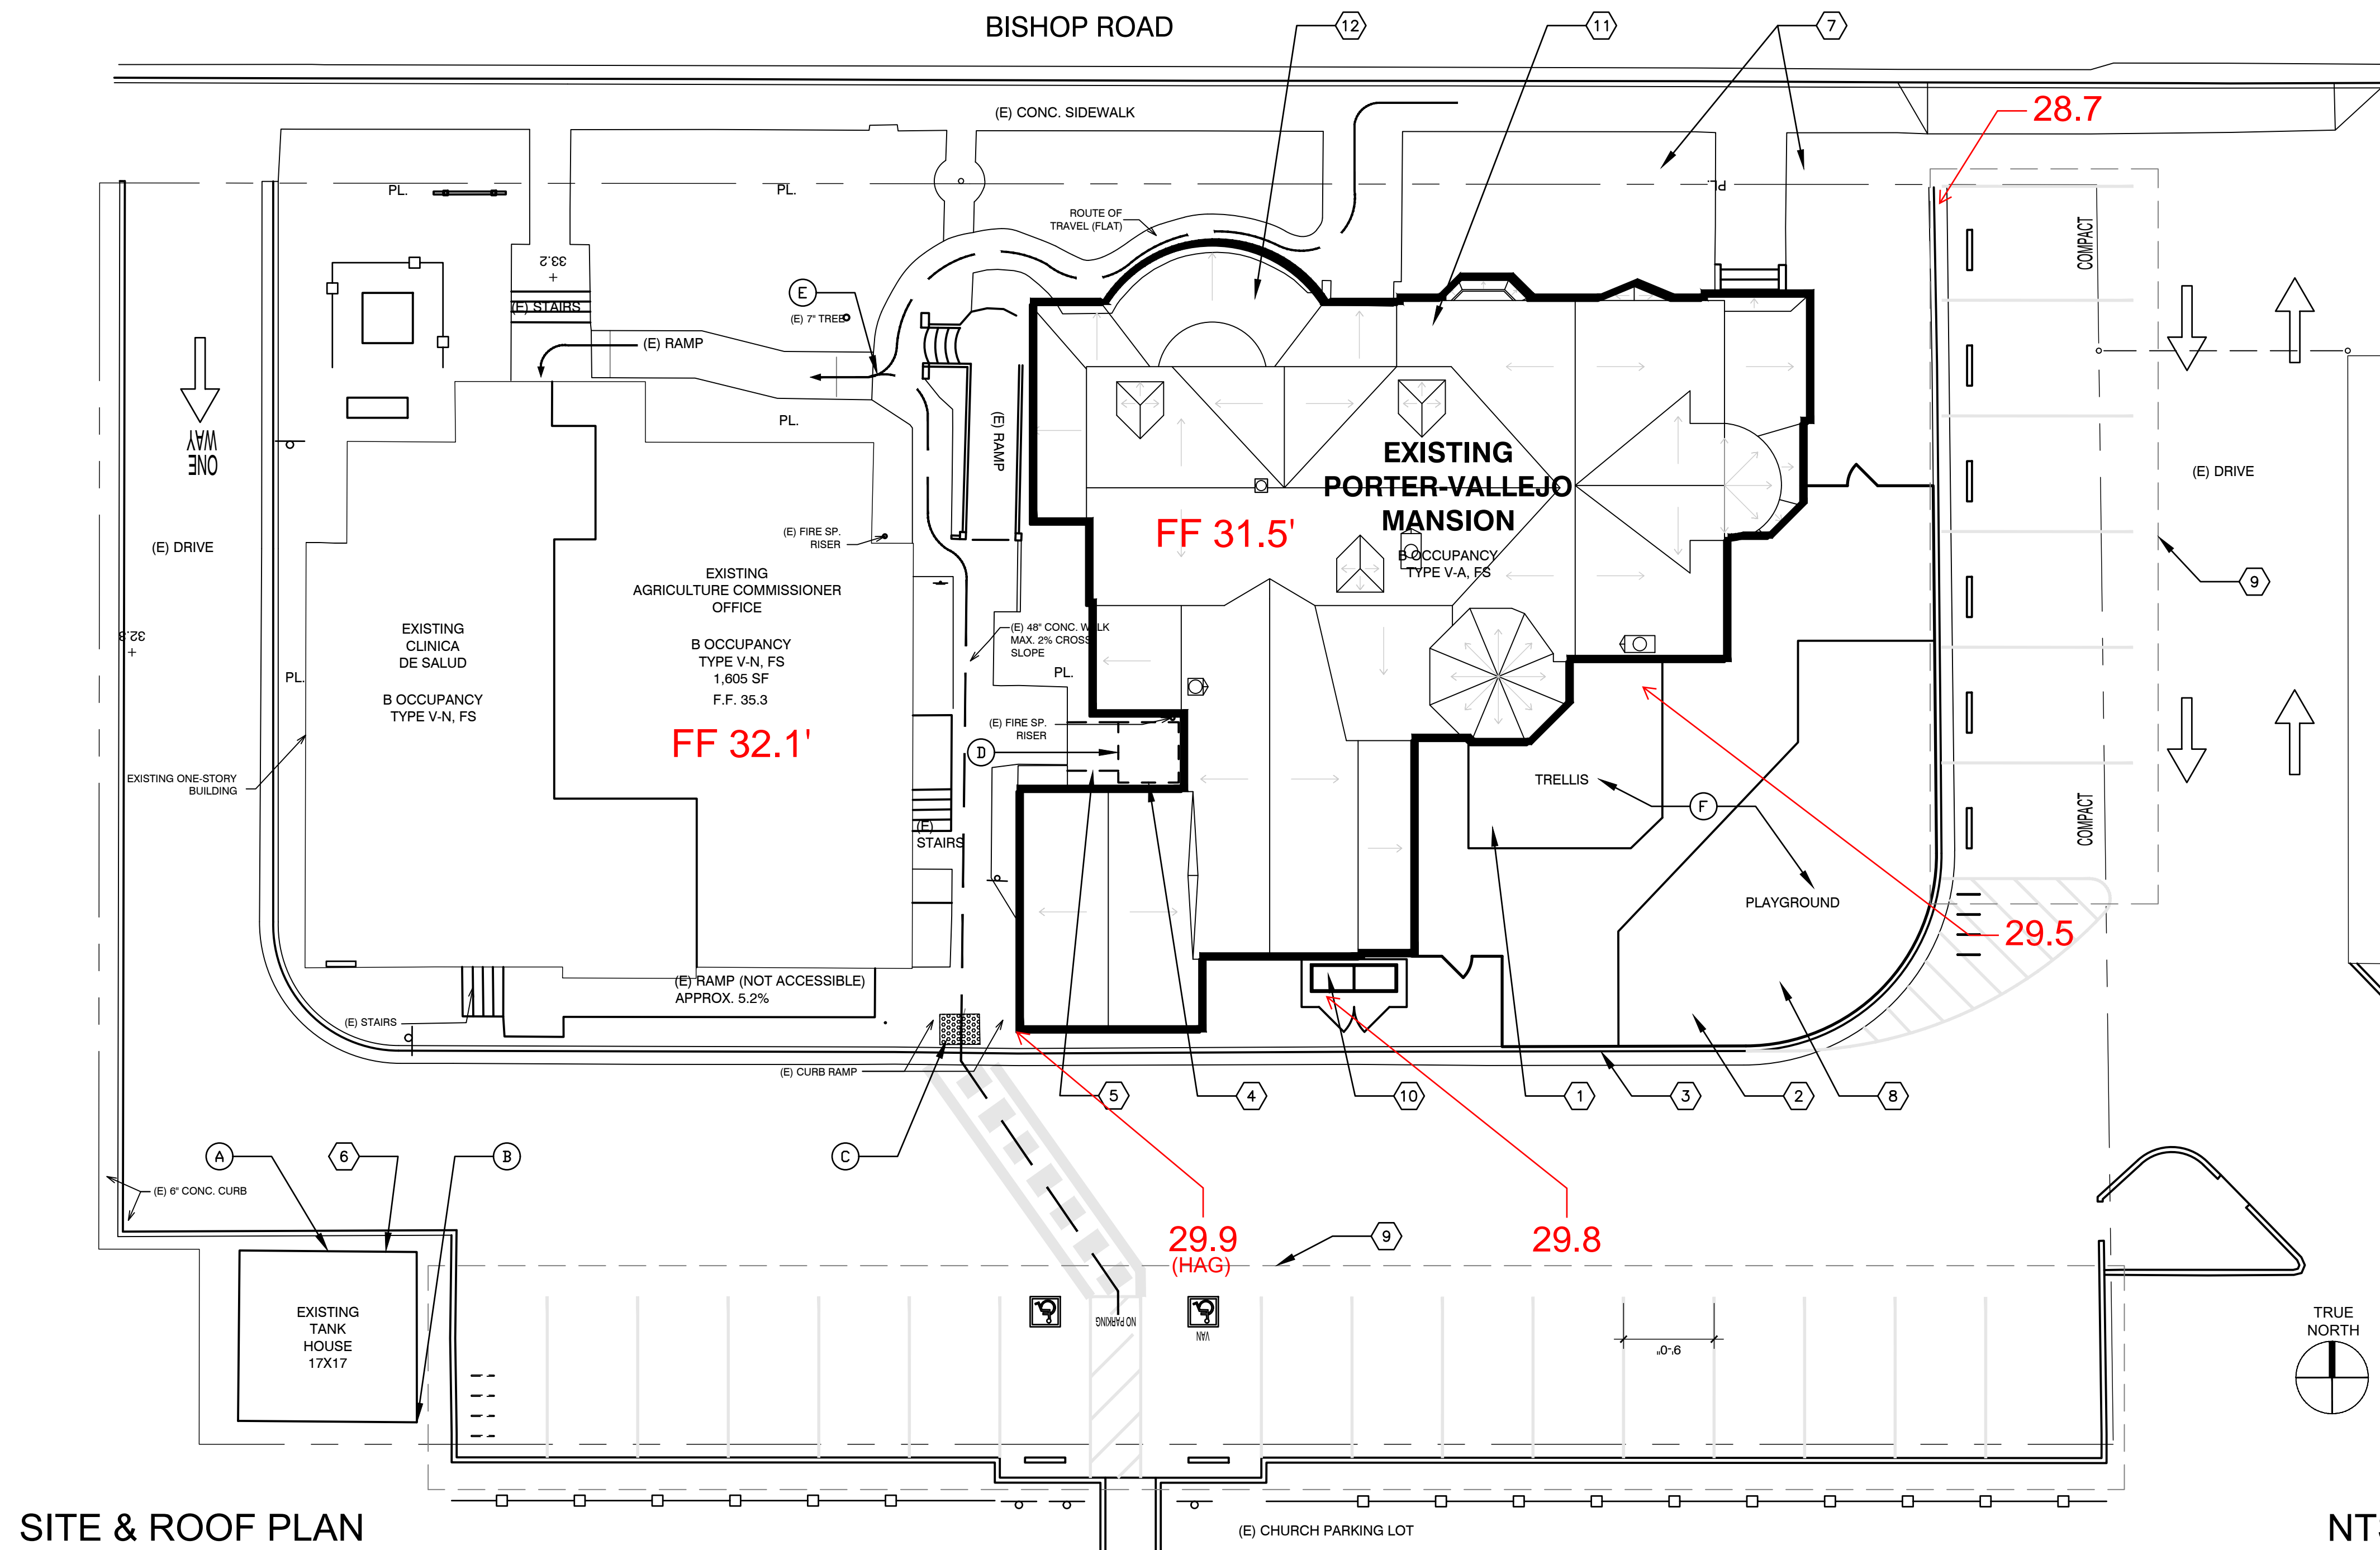 BISHOP ROAD
12
11
7
28.7
(E) CONC. SIDEWALK
PL.
PL.
PL.
ROUTE OF
TRAVEL (FLAT)
COMPACT
33.2
+
(E) STAIRS
E
(E) 7" TREE
(E) RAMP
PL.
(E) RAMP
ONE
WAY
(E) DRIVE
EXISTING
PORTER-VALLEJO
MANSION
FF 31.5'
B OCCUPANCY
TYPE V-A, FS
(E) DRIVE
9
(E) FIRE SP.
RISER
EXISTING
AGRICULTURE COMMISSIONER
OFFICE
B OCCUPANCY
TYPE V-N, FS
1,605 SF
F.F. 35.3
FF 32.1'
EXISTING
CLINICA
DE SALUD
B OCCUPANCY
TYPE V-N, FS
+
PL.
(E) 48" CONC. WALK
MAX. 2% CROSS
SLOPE
PL.
(E) FIRE SP.
RISER
D
EXISTING ONE-STORY
BUILDING
(E)
STAIRS
TRELLIS
F
COMPACT
PLAYGROUND
29.5
(E) RAMP (NOT ACCESSIBLE)
APPROX. 5.2%
(E) STAIRS
(E) CURB RAMP
5
4
10
1
3
2
8
A
6
B
C
(E) 6" CONC. CURB
29.9
(HAG)
29.8
9
EXISTING
TANK
HOUSE
17X17
NO PARKING
VAN
9'-0"
TRUE
NORTH
SITE & ROOF PLAN
(E) CHURCH PARKING LOT